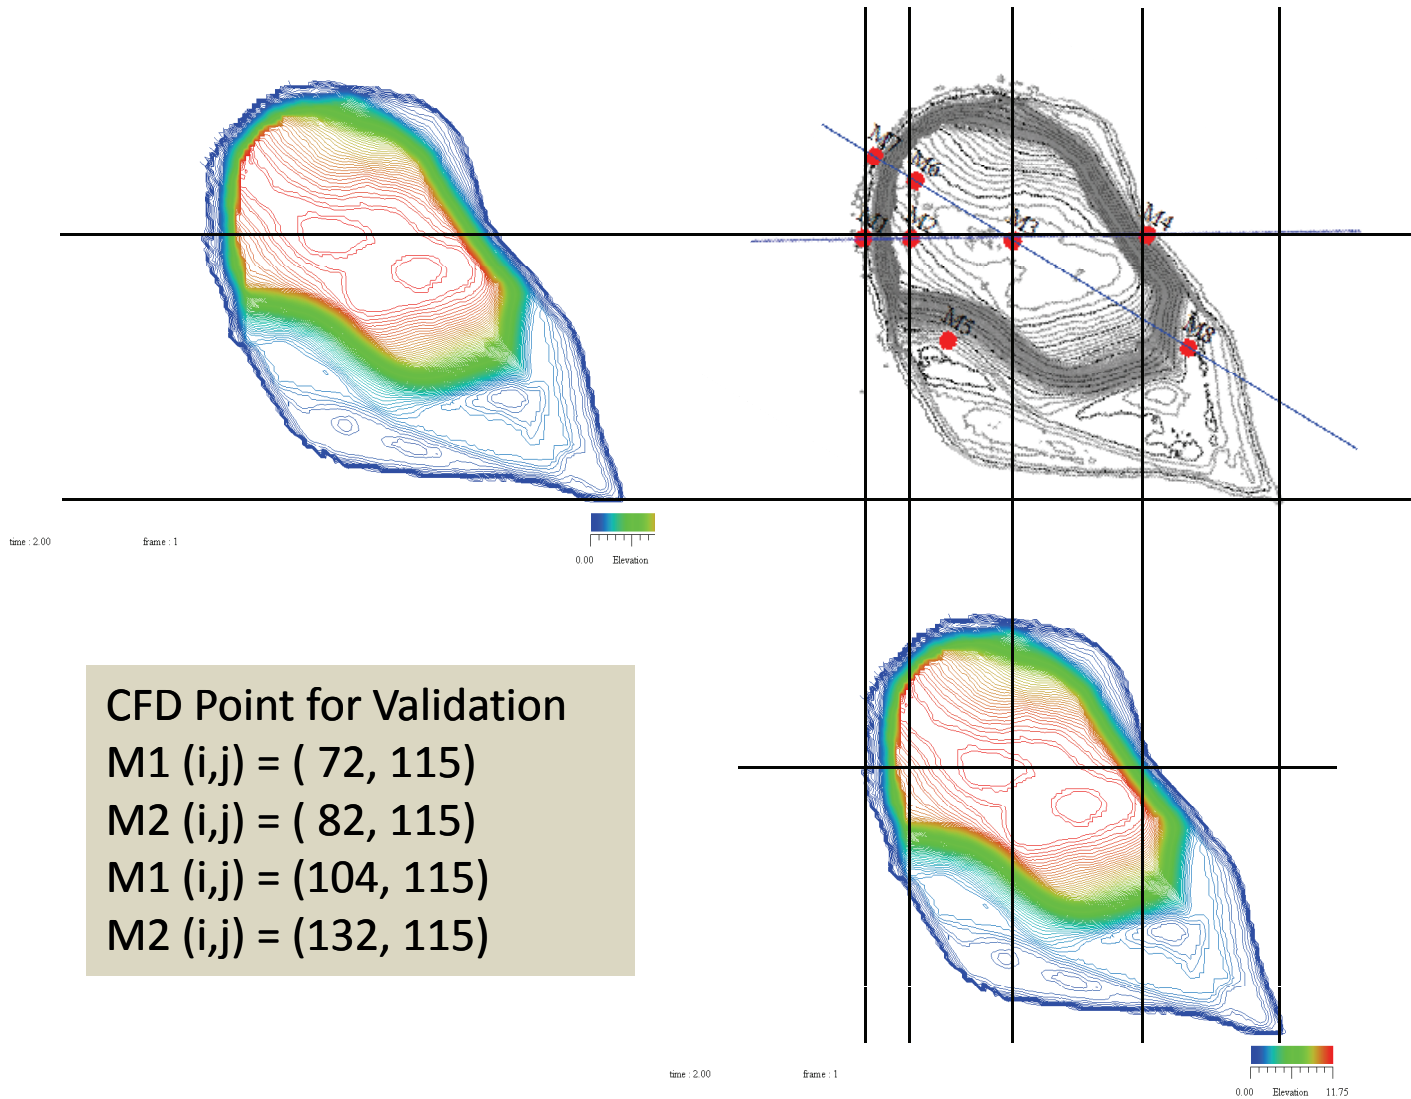 M7
M6
M1
M2
M3
M4
M5
M8
0.00 Elevation
time : 2.00 frame : 1
CFD Point for Validation
M1 (i,j) = ( 72, 115)
M2 (i,j) = ( 82, 115)
M1 (i,j) = (104, 115)
M2 (i,j) = (132, 115)
time : 2.00 frame : 1
0.00 Elevation 11.75